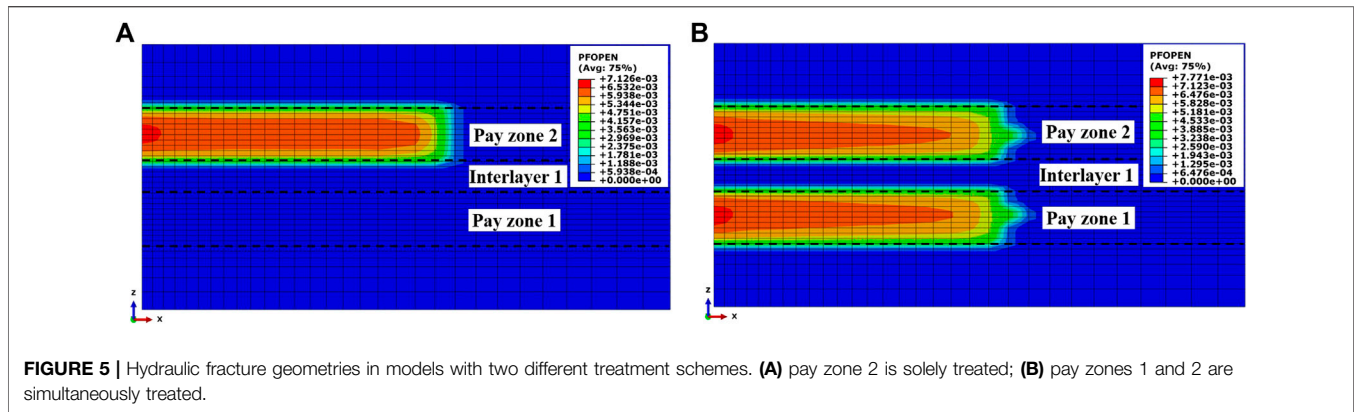 A
PFOPEN
(Avg: 75%)
+7.126e-03
+6.532e-03
+5.938e-03
+5.344e-03
+4.751e-03
+4.157e-03
+3.563e-03
+2.969e-03
+2.375e-03
+1.781e-03
+1.188e-03
+5.938e-04
+0.000e+00
Pay zone 2
Interlayer 1
Pay zone 1
z
x
B
PFOPEN
(Avg: 75%)
+7.771e-03
+7.123e-03
+6.476e-03
+5.828e-03
+5.181e-03
+4.533e-03
+3.885e-03
+3.238e-03
+2.590e-03
+1.943e-03
+1.295e-03
+6.476e-04
+0.000e+00
Pay zone 2
Interlayer 1
Pay zone 1
z
x
FIGURE 5 | Hydraulic fracture geometries in models with two different treatment schemes. (A) pay zone 2 is solely treated; (B) pay zones 1 and 2 are
simultaneously treated.